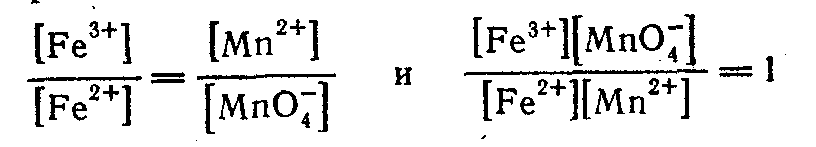 [Fe³⁺]/[Fe²⁺] = [Mn²⁺]/[MnO₄⁻] и [Fe³⁺][MnO₄⁻]/[Fe²⁺][Mn²⁺] = 1